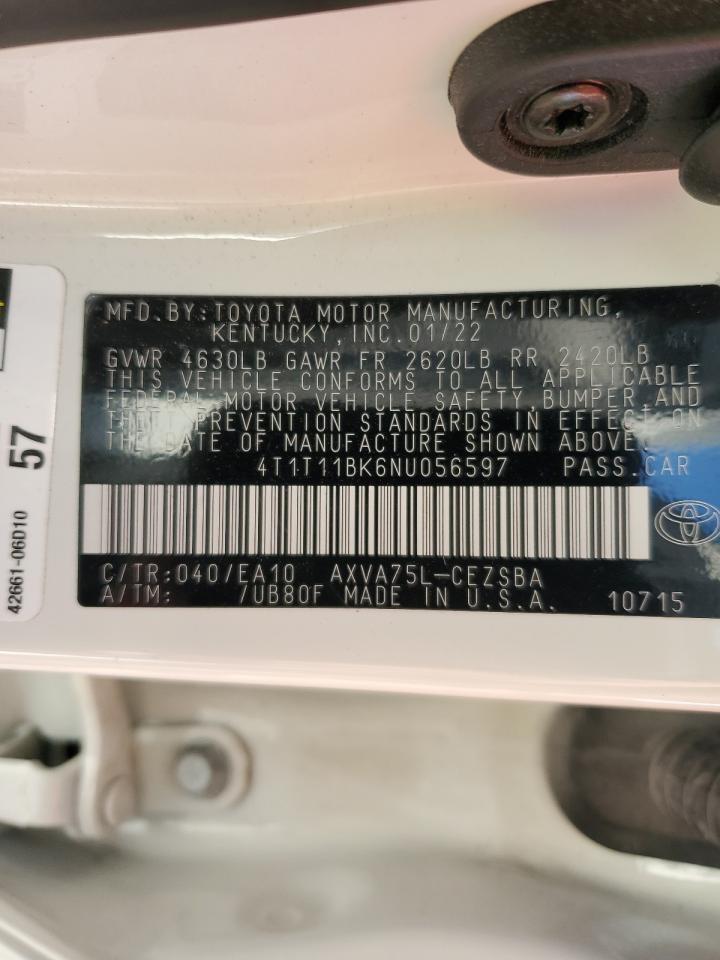 MFD.BY:TOYOTA MOTOR MANUFACTURING,
KENTUCKY,INC.01/22
GVWR 4630LB GAWR FR 2620LB RR 2420LB
THIS VEHICLE CONFORMS TO ALL APPLICABLE
FEDERAL MOTOR VEHICLE SAFETY,BUMPER,AND
THEFT PREVENTION STANDARDS IN EFFECT ON
THE DATE OF MANUFACTURE SHOWN ABOVE.
4T1T11BK6NU056597 PASS.CAR
C/TR:040/EA10 AXVA75L-CEZSBA
A/TM: /UB80F MADE IN U.S.A. 10715
57
42661-06D10